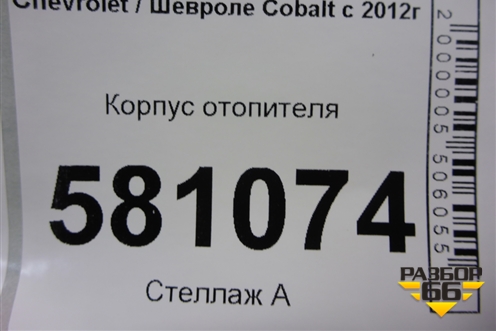 Chevrolet / Шевроле Cobalt с 2012г
Корпус отопителя
581074
Стеллаж А
2000005506055
РАЗБОР
66